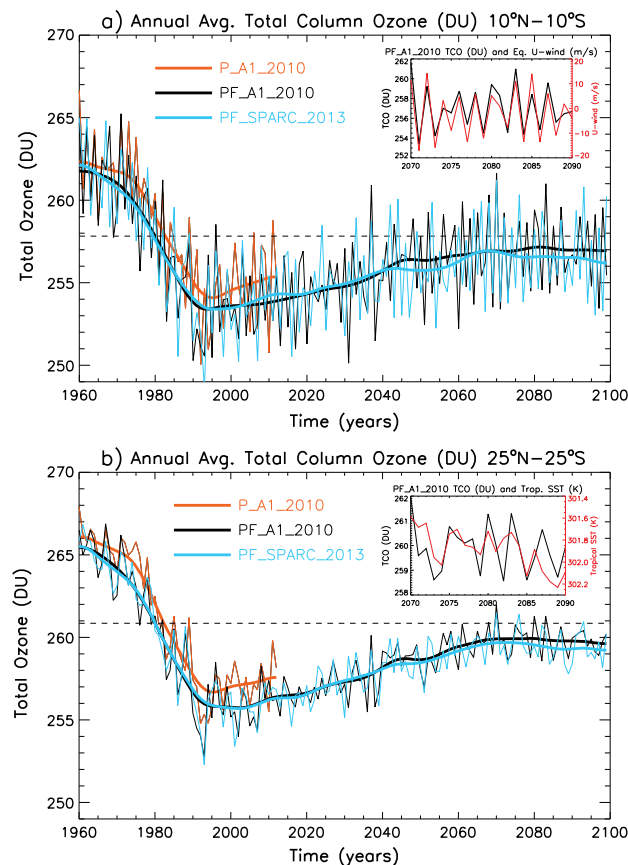 a) Annual Avg. Total Column Ozone (DU) 10°N−10°S
270
265
260
255
250
Total Ozone (DU)
P_A1_2010
PF_A1_2010
PF_SPARC_2013
PF_A1_2010 TCO (DU) and Eq. U−wind (m/s)
262
260
258
256
254
252
TCO (DU)
20
10
0
−10
−20
U−wind (m/s)
2070 2075 2080 2085 2090
1960 1980 2000 2020 2040 2060 2080 2100
Time (years)
b) Annual Avg. Total Column Ozone (DU) 25°N−25°S
270
265
260
255
250
Total Ozone (DU)
P_A1_2010
PF_A1_2010
PF_SPARC_2013
PF_A1_2010 TCO (DU) and Trop. SST (K)
262
261
260
259
258
TCO (DU)
301.4
301.6
301.8
302.0
302.2
Tropical SST (K)
2070 2075 2080 2085 2090
1960 1980 2000 2020 2040 2060 2080 2100
Time (years)